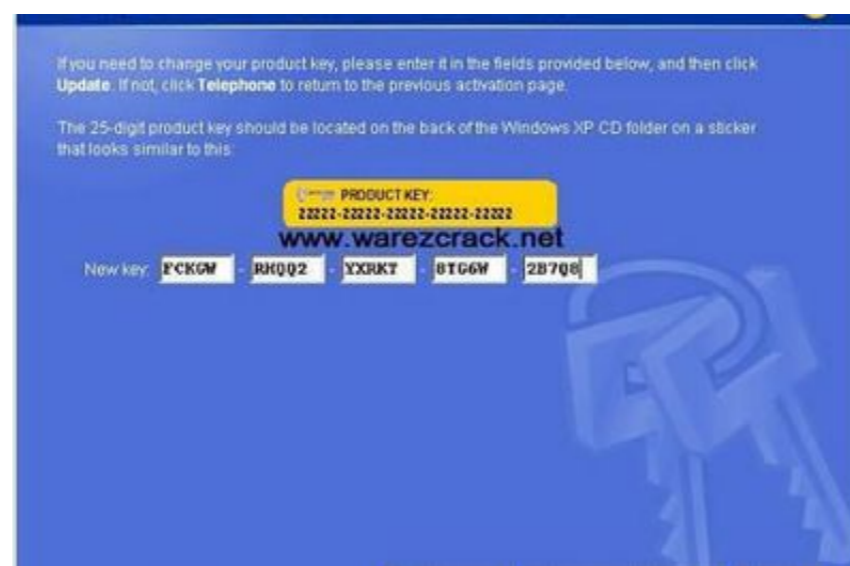 If you need to change your product key, please enter it in the fields provided below, and then click
Update. If not, click Telephone to return to the previous activation page.
The 25-digit product key should be located on the back of the Windows XP CD folder on a sticker
that looks similar to this:
PRODUCT KEY:
22222-22222-22222-22222-22222
www.warezcrack.net
New key: FCKGW - RHQQ2 - YXRKT - 8TG6W - 2B7Q8